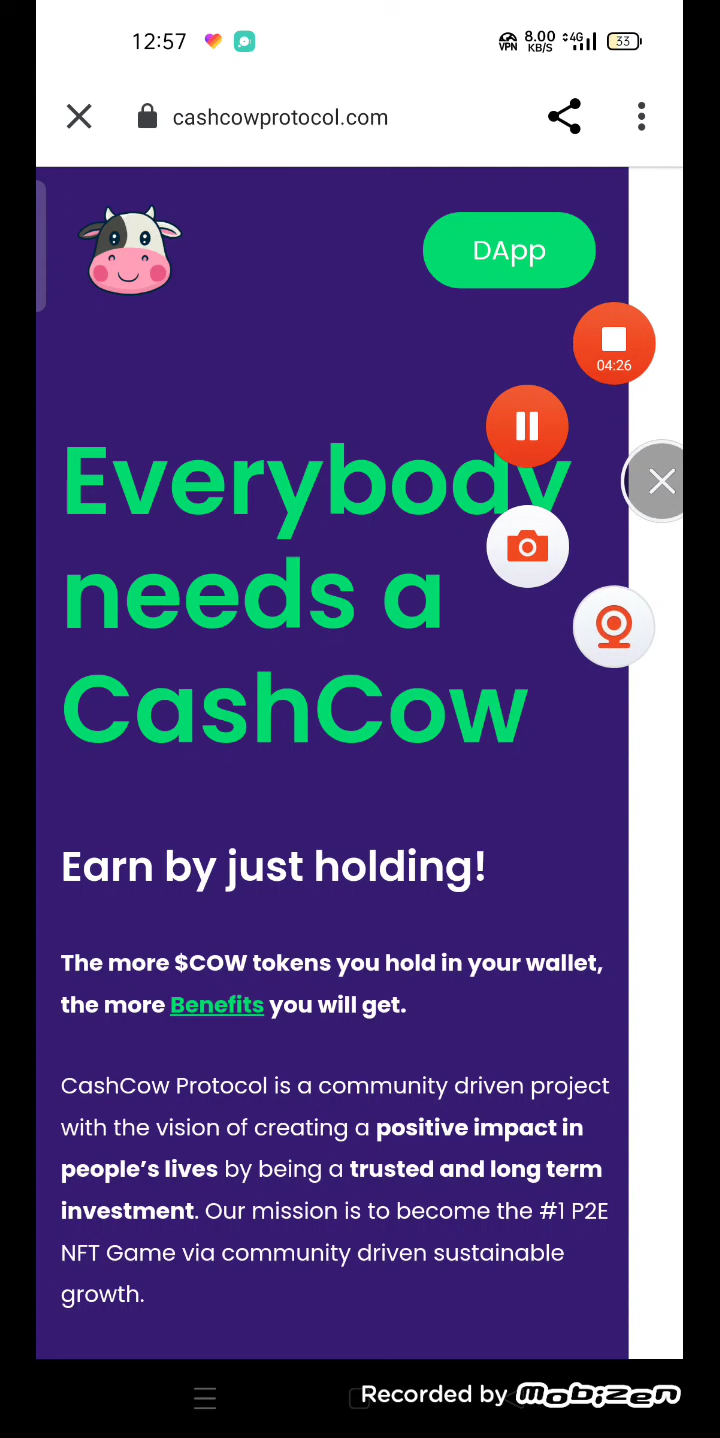 12:57
VPN 8.00 KB/S 4G 33
cashcowprotocol.com
DApp
04:26
Everybody
needs a
CashCow
Earn by just holding!
The more $COW tokens you hold in your wallet,
the more Benefits you will get.
CashCow Protocol is a community driven project
with the vision of creating a positive impact in
people's lives by being a trusted and long term
investment. Our mission is to become the #1 P2E
NFT Game via community driven sustainable
growth.
Recorded by mobizen